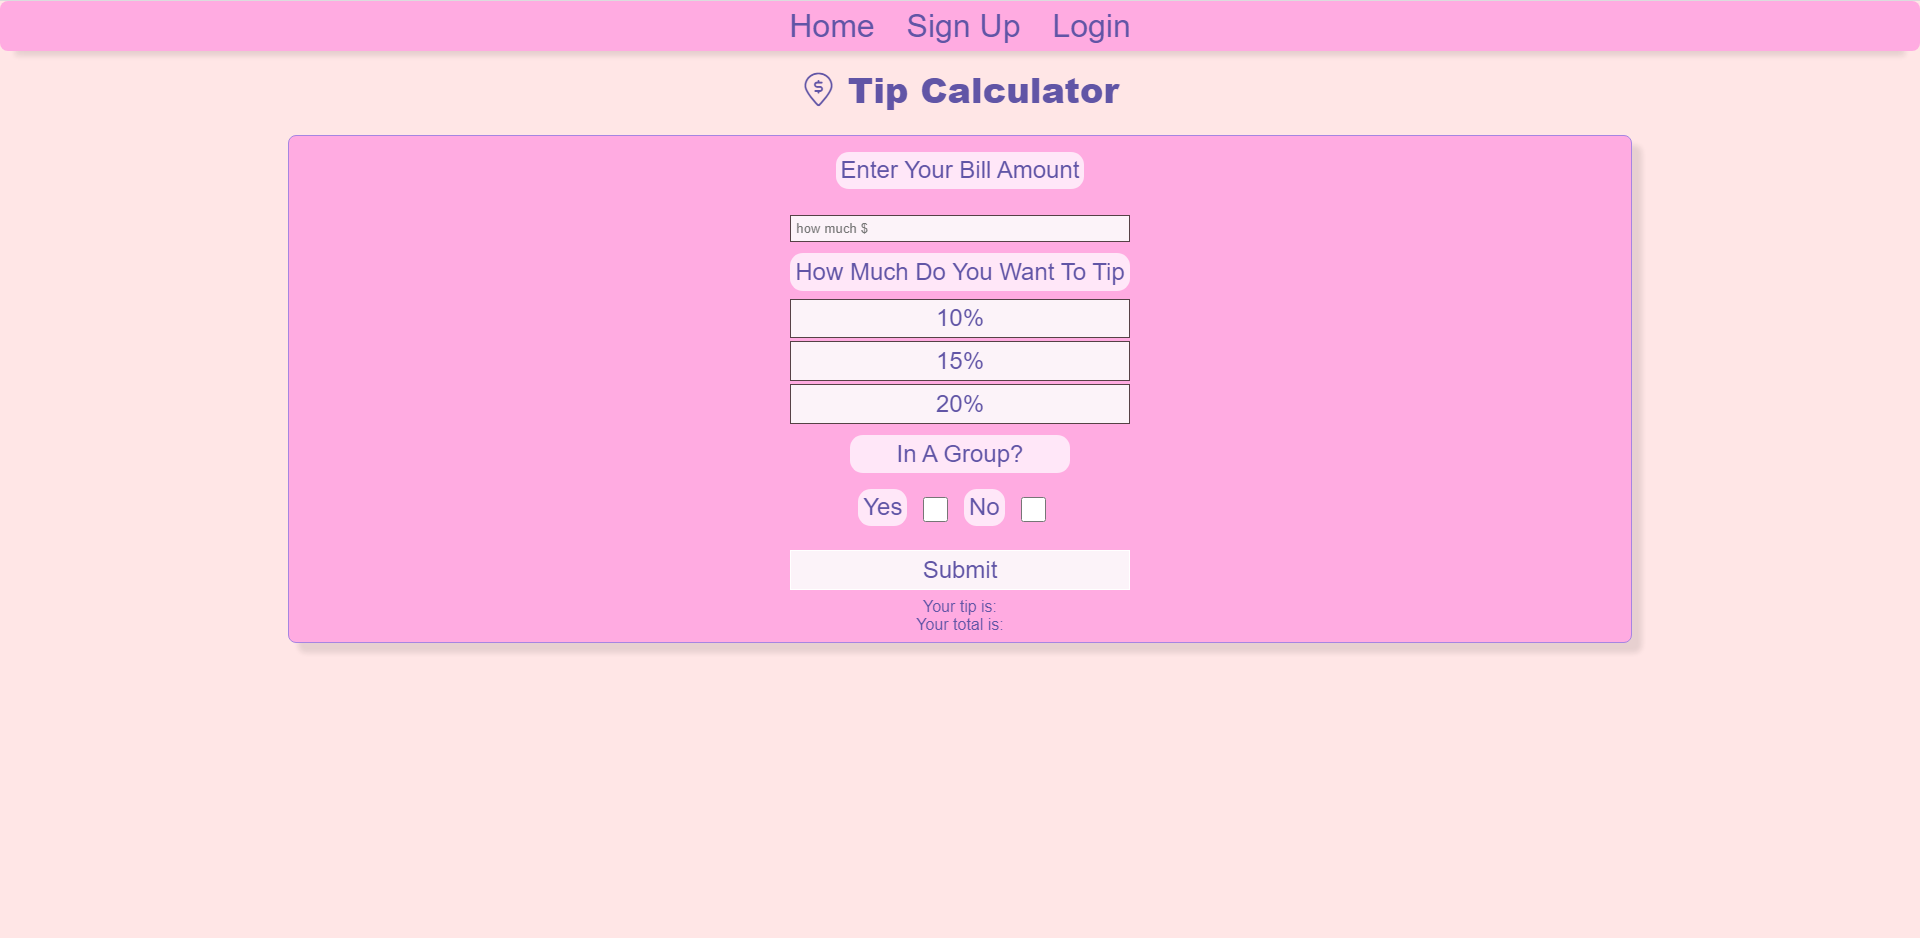 Home Sign Up Login
Tip Calculator
Enter Your Bill Amount
how much $
How Much Do You Want To Tip
10%
15%
20%
In A Group?
Yes No
Submit
Your tip is:
Your total is: